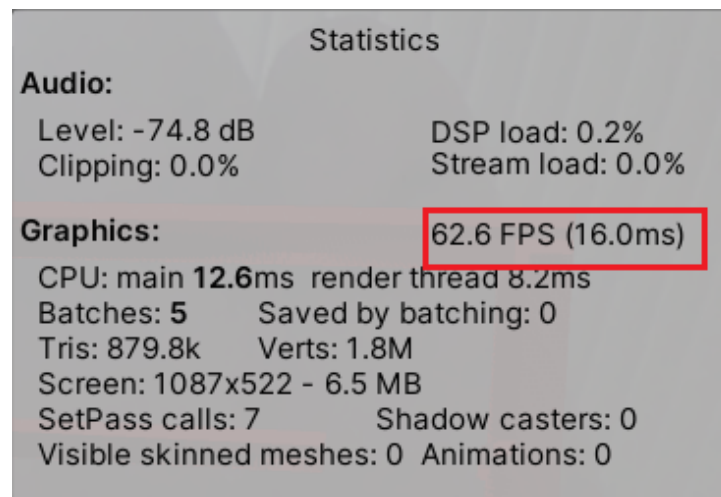 Statistics
Audio:
Level: -74.8 dB DSP load: 0.2%
Clipping: 0.0% Stream load: 0.0%
Graphics: 62.6 FPS (16.0ms)
CPU: main 12.6ms render thread 8.2ms
Batches: 5 Saved by batching: 0
Tris: 879.8k Verts: 1.8M
Screen: 1087x522 - 6.5 MB
SetPass calls: 7 Shadow casters: 0
Visible skinned meshes: 0 Animations: 0